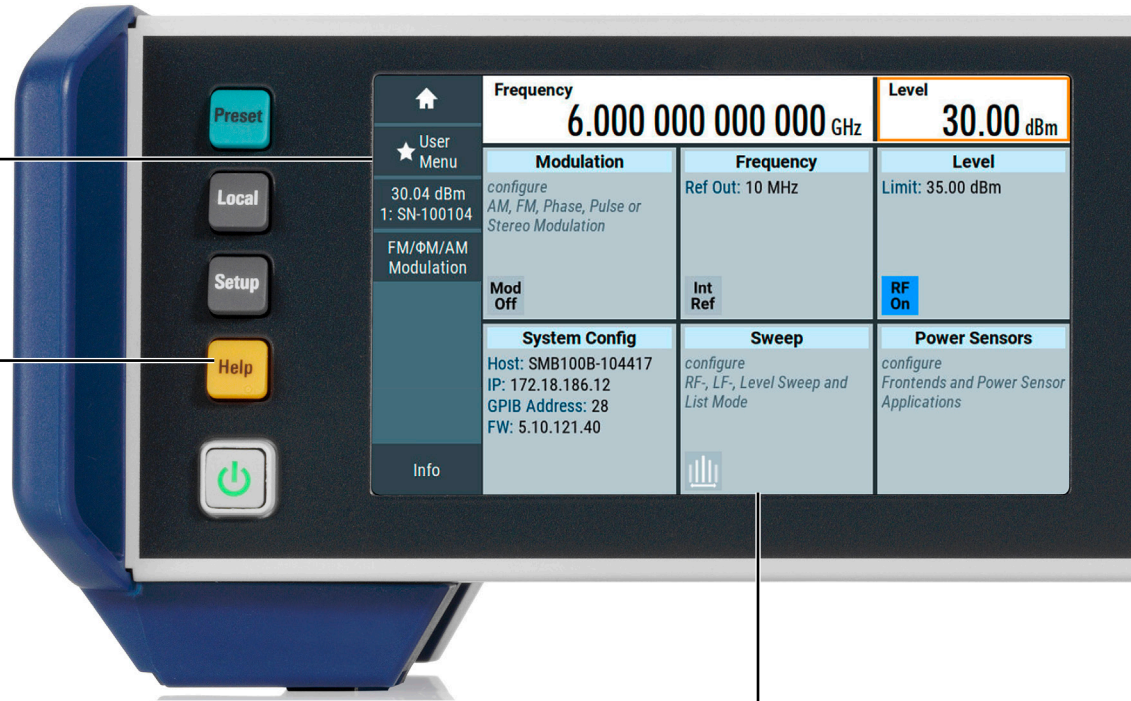 Preset
Local
Setup
Help
User
Menu
30.04 dBm
1: SN-100104
FM/ΦM/AM
Modulation
Info
Frequency
6.000 000 000 000 GHz
Level
30.00 dBm
Modulation
configure
AM, FM, Phase, Pulse or
Stereo Modulation
Mod
Off
Frequency
Ref Out: 10 MHz
Int
Ref
Level
Limit: 35.00 dBm
RF
On
System Config
Host: SMB100B-104417
IP: 172.18.186.12
GPIB Address: 28
FW: 5.10.121.40
Sweep
configure
RF-, LF-, Level Sweep and
List Mode
Power Sensors
configure
Frontends and Power Sensor
Applications